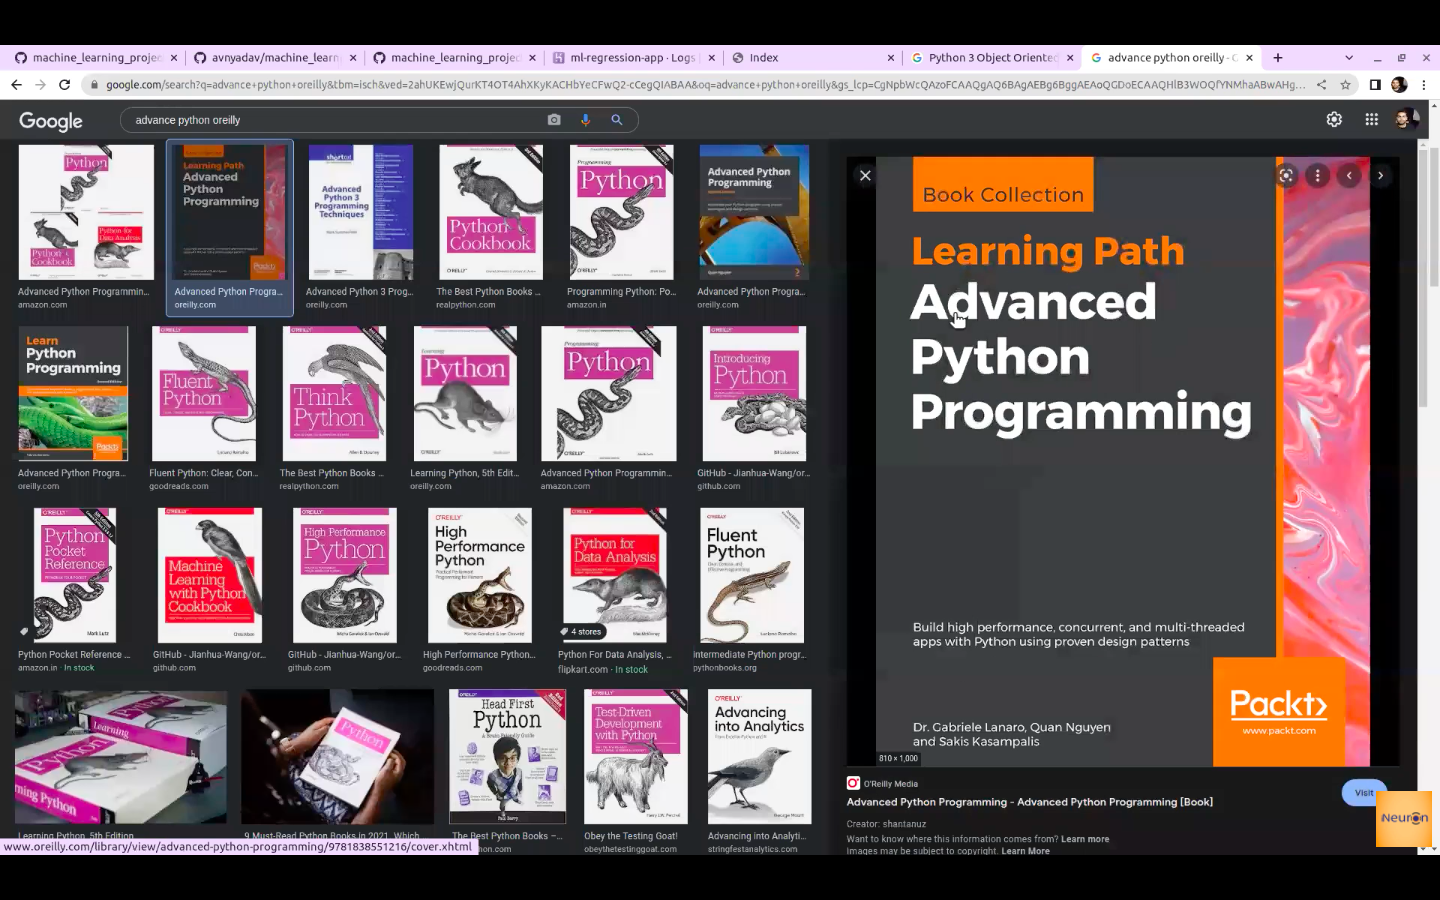 machine_learning_proje
avnyadav/machine_learn
machine_learning_proje
ml-regression-app · Logs
Index
Python 3 Object Oriented
advance python oreilly - G
google.com/search?q=advance+python+oreilly&tbm=isch&ved=2ahUKEwjQurKT4OT4AhXKyKACHbYeCFwQ2-cCegQIABAA&oq=advance+python+oreilly&gs_lcp=CgNpbWcQAzoFCAAQgAQ6BAgAEBg6BggAEAoQGDoECAAQHlB3WOQfYNMhaABwAHg...
Google
advance python oreilly
Advanced Python Programmin...
amazon.com
Learning Path
Advanced
Python
Programming
Advanced Python Progra...
oreilly.com
shortcut
Advanced
Python 3
Programming
Techniques
Advanced Python 3 Prog...
oreilly.com
Python
Cookbook
O'REILLY
The Best Python Books ...
realpython.com
Programming
Python
O'REILLY
Programming Python: Po...
amazon.in
Advanced Python
Programming
Advanced Python Progra...
oreilly.com
Learn
Python
Programming
Packt>
Advanced Python Progra...
oreilly.com
Fluent
Python
Fluent Python: Clear, Con...
goodreads.com
Think
Python
The Best Python Books ...
realpython.com
Learning
Python
Learning Python, 5th Edit...
oreilly.com
Programming
Python
Advanced Python Programmin...
amazon.com
Introducing
Python
GitHub - Jianhua-Wang/or...
github.com
Python
Pocket
Reference
O'REILLY
Mark Lutz
Python Pocket Reference ...
amazon.in · In stock
Machine
Learning
with Python
Cookbook
GitHub - Jianhua-Wang/or...
github.com
High Performance
Python
GitHub - Jianhua-Wang/or...
github.com
O'REILLY
High
Performance
Python
High Performance Python...
goodreads.com
Python for
Data Analysis
4 stores
Python For Data Analysis, ...
flipkart.com · In stock
O'REILLY
Fluent
Python
Intermediate Python progr...
pythonbooks.org
Learning
Python
ing Python
Learning Python, 5th Edition
Python
9 Must-Read Python Books in 2021, Which
Head First
Python
Paul Barry
The Best Python Books –...
Test-Driven
Development
with Python
O'REILLY
Obey the Testing Goat!
obeythetestinggoat.com
O'REILLY
Advancing
into Analytics
Advancing into Analyti...
stringfestanalytics.com
Book Collection
Learning Path
Advanced
Python
Programming
Build high performance, concurrent, and multi-threaded
apps with Python using proven design patterns
Dr. Gabriele Lanaro, Quan Nguyen
and Sakis Kasampalis
Packt>
www.packt.com
810 × 1,000
O'Reilly Media
Advanced Python Programming - Advanced Python Programming [Book]
Visit
Creator: shantanuz
Want to know where this information comes from? Learn more
Images may be subject to copyright. Learn More
iNeurOn
www.oreilly.com/library/view/advanced-python-programming/9781838551216/cover.xhtml